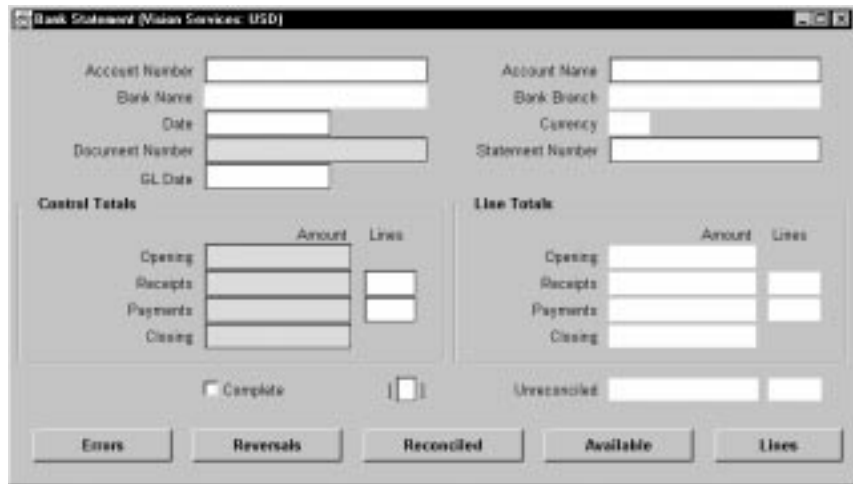 Bank Statement (Vision Services: USD)
Account Number
Account Name
Bank Name
Bank Branch
Date
Currency
Document Number
Statement Number
GL Date
Control Totals
Line Totals
Amount Lines
Amount Lines
Opening
Opening
Receipts
Receipts
Payments
Payments
Closing
Closing
Complete
[ ]
Unreconciled
Errors
Reversals
Reconciled
Available
Lines